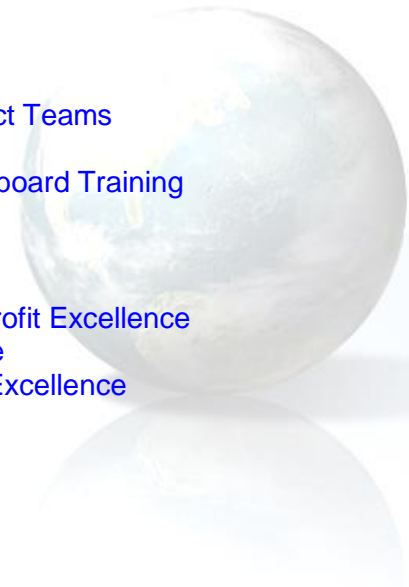 ct Teams
board Training
rofit Excellence
e
Excellence